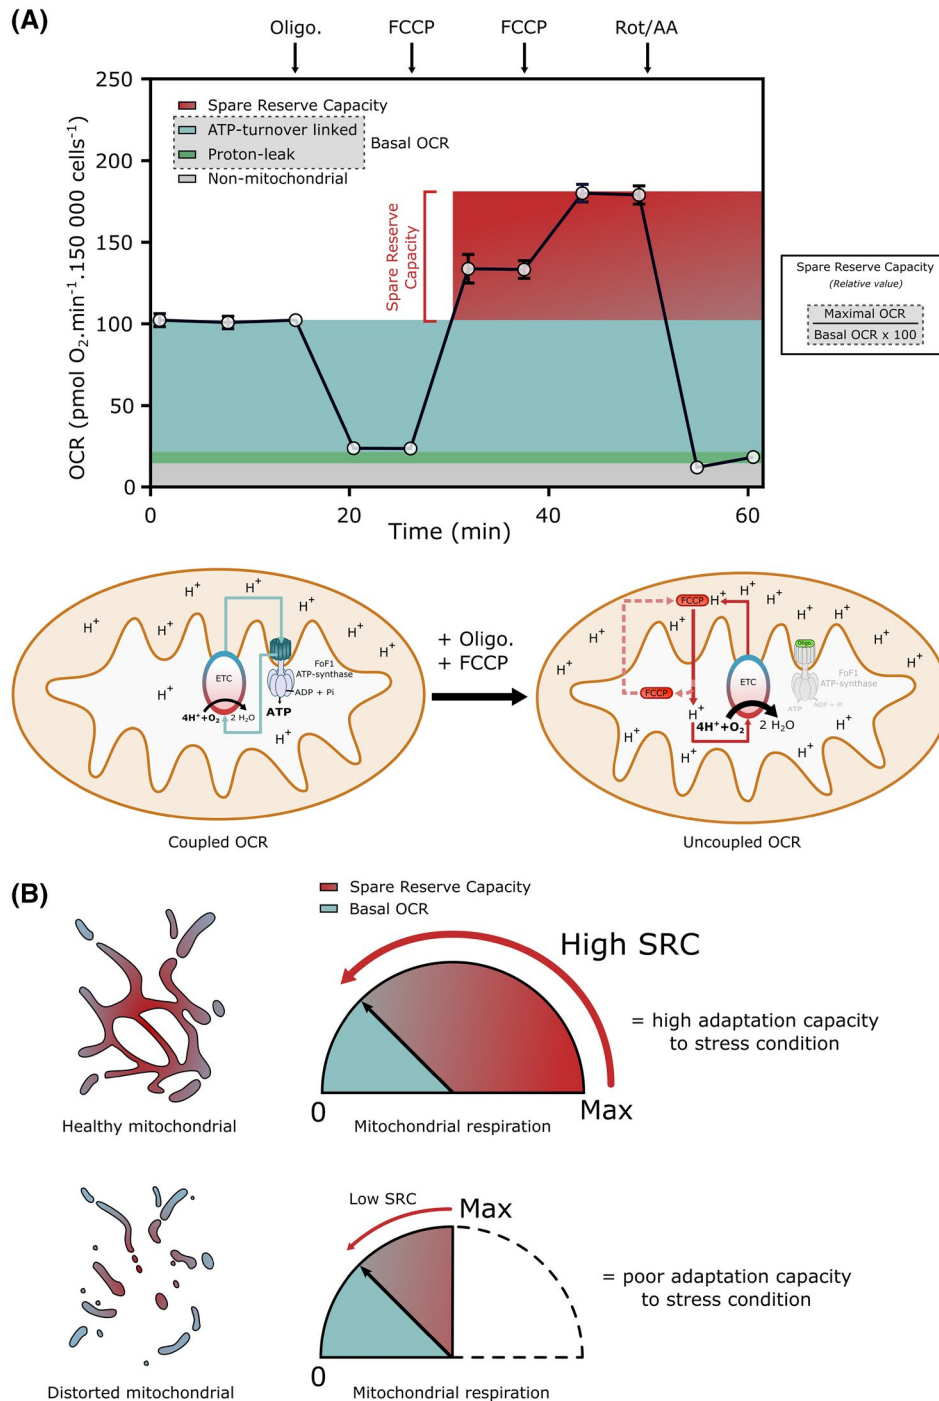 (A)
Oligo. FCCP FCCP Rot/AA
250
200
150
100
50
0
OCR (pmol O₂.min⁻¹.150 000 cells⁻¹)
Spare Reserve Capacity
ATP-turnover linked
Proton-leak
Non-mitochondrial
Basal OCR
Spare Reserve
Capacity
0 20 40 60
Time (min)
Spare Reserve Capacity
(Relative value)
Maximal OCR
Basal OCR x 100
H⁺
H⁺
H⁺
H⁺
H⁺
H⁺
H⁺
H⁺
H⁺
ETC
FoF1
ATP-synthase
ADP + Pi
ATP
4H⁺+O₂
2 H₂O
Coupled OCR
+ Oligo.
+ FCCP
FCCP
H⁺
H⁺
H⁺
H⁺
H⁺
H⁺
Oligo
FoF1
ATP-synthase
ETC
FCCP
ADP + Pi
ATP
H⁺
4H⁺+O₂
2 H₂O
H⁺
H⁺
H⁺
H⁺
Uncoupled OCR
(B)
Spare Reserve Capacity
Basal OCR
High SRC
= high adaptation capacity
to stress condition
0
Max
Healthy mitochondrial
Mitochondrial respiration
Low SRC
Max
= poor adaptation capacity
to stress condition
0
Distorted mitochondrial
Mitochondrial respiration